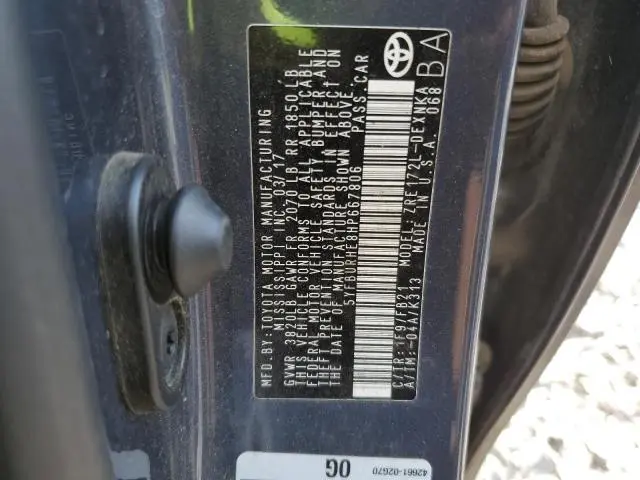 MFD.BY: TOYOTA MOTOR MANUFACTURING
MISSISSIPPI INC. 03/17
GVWR 3820LB GAWR FR 2070 LB RR 1850 LB
THIS VEHICLE CONFORMS TO ALL APPLICABLE
FEDERAL MOTOR VEHICLE SAFETY BUMPER AND
THEFT PREVENTION STANDARDS IN EFFECT ON
THE DATE OF MANUFACTURE SHOWN ABOVE.
5YFBURHE8HP667806 PASS.CAR
C/TR: 1F9/FB21
A/TM: -04A/K313
MODEL: ZRE172L-DEXNKA
MADE IN U.S.A. 068
BA
0G
42661-02G70